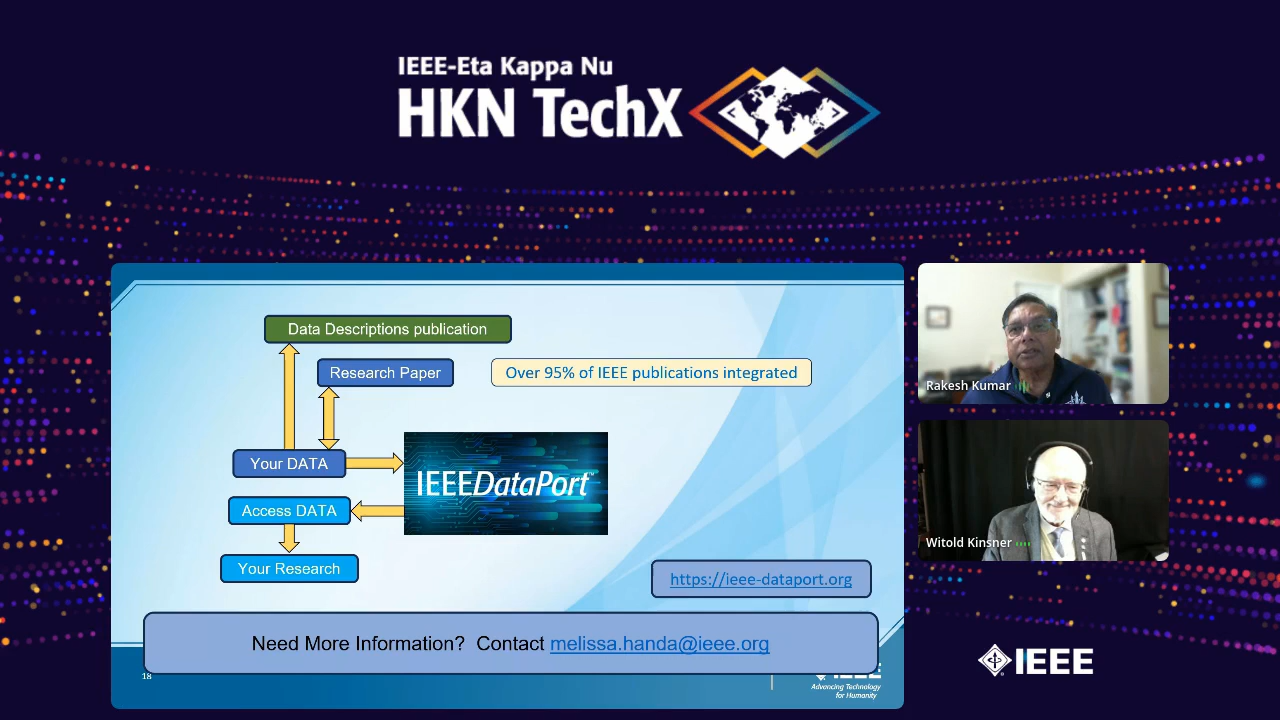 IEEE-Eta Kappa Nu
HKN TechX
Data Descriptions publication
Research Paper
Over 95% of IEEE publications integrated
Your DATA
IEEEDataPort™
Access DATA
Your Research
https://ieee-dataport.org
Need More Information? Contact melissa.handa@ieee.org
18
IEEE
Advancing Technology
for Humanity
Rakesh Kumar
Witold Kinsner
IEEE